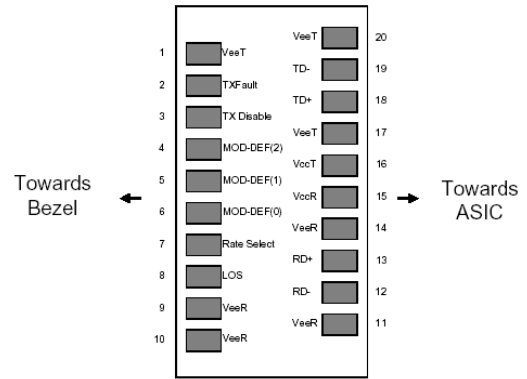 VeeT 20
1 VeeT
TD- 19
2 TXFault
TD+ 18
3 TX Disable
VeeT 17
4 MOD-DEF(2)
VccT 16
5 MOD-DEF(1)
Towards
Bezel
VccR 15
Towards
ASIC
6 MOD-DEF(0)
VeeR 14
7 Rate Select
RD+ 13
8 LOS
RD- 12
9 VeeR
VeeR 11
10 VeeR